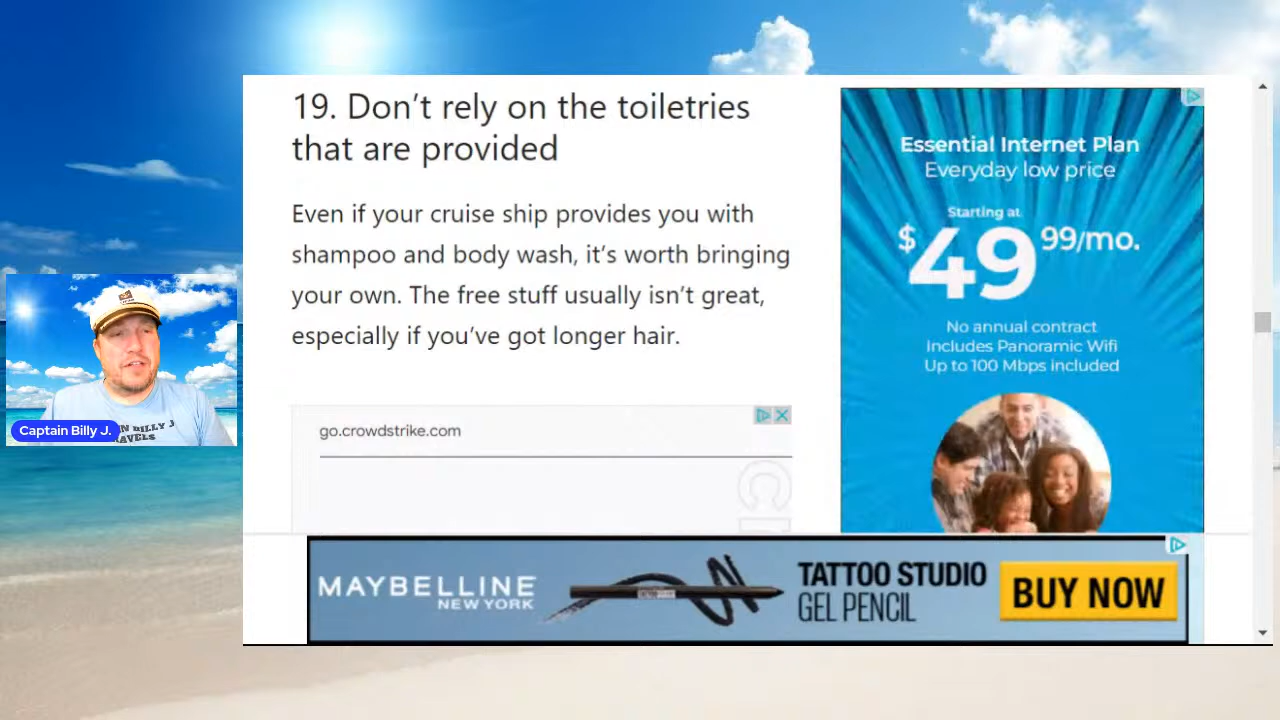 19. Don’t rely on the toiletries
that are provided
Even if your cruise ship provides you with
shampoo and body wash, it’s worth bringing
your own. The free stuff usually isn’t great,
especially if you’ve got longer hair.
go.crowdstrike.com
Essential Internet Plan
Everyday low price
Starting at
$49 99/mo.
No annual contract
Includes Panoramic Wifi
Up to 100 Mbps included
Captain Billy J.
BILLY J
MAYBELLINE
NEW YORK
TATTOO STUDIO
GEL PENCIL
BUY NOW